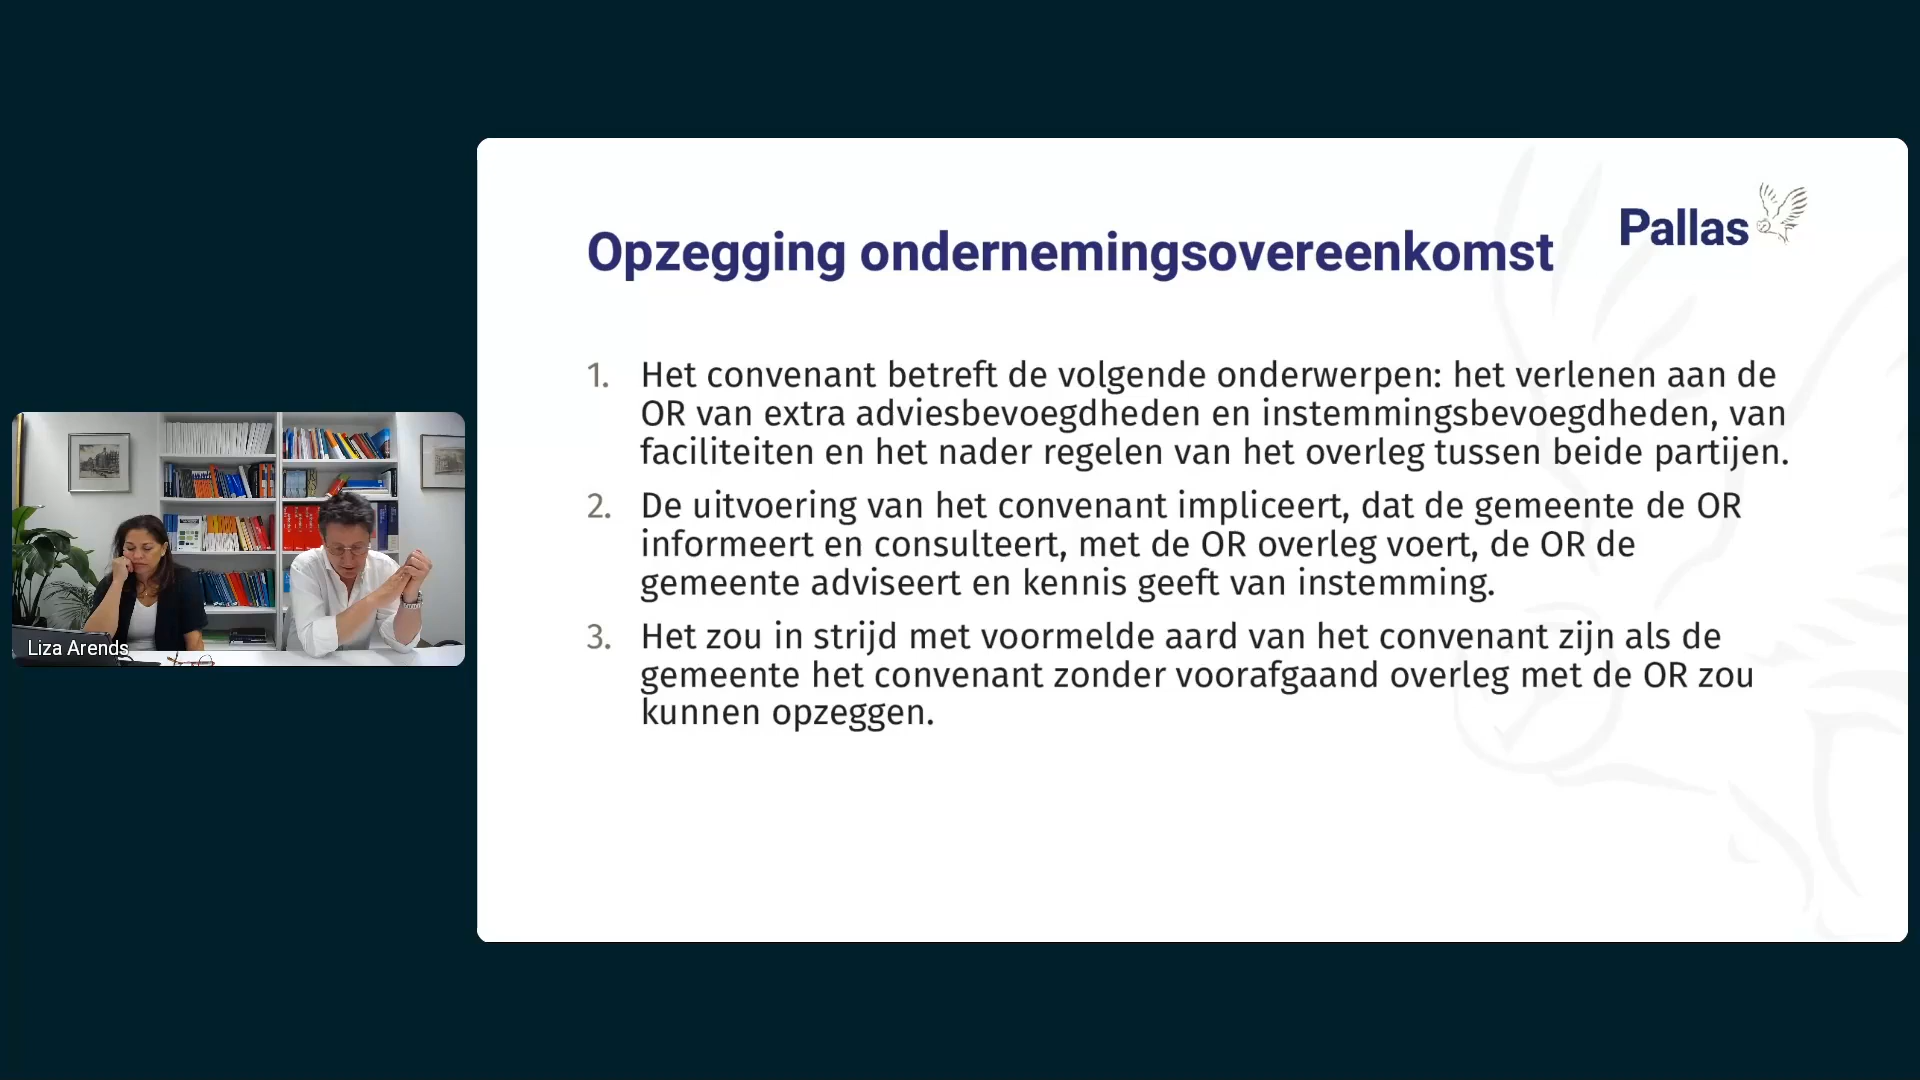 Pallas
Opzegging ondernemingsovereenkomst
1. Het convenant betreft de volgende onderwerpen: het verlenen aan de
OR van extra adviesbevoegdheden en instemmingsbevoegdheden, van
faciliteiten en het nader regelen van het overleg tussen beide partijen.
2. De uitvoering van het convenant impliceert, dat de gemeente de OR
informeert en consulteert, met de OR overleg voert, de OR de
gemeente adviseert en kennis geeft van instemming.
3. Het zou in strijd met voormelde aard van het convenant zijn als de
gemeente het convenant zonder voorafgaand overleg met de OR zou
kunnen opzeggen.
Liza Arends